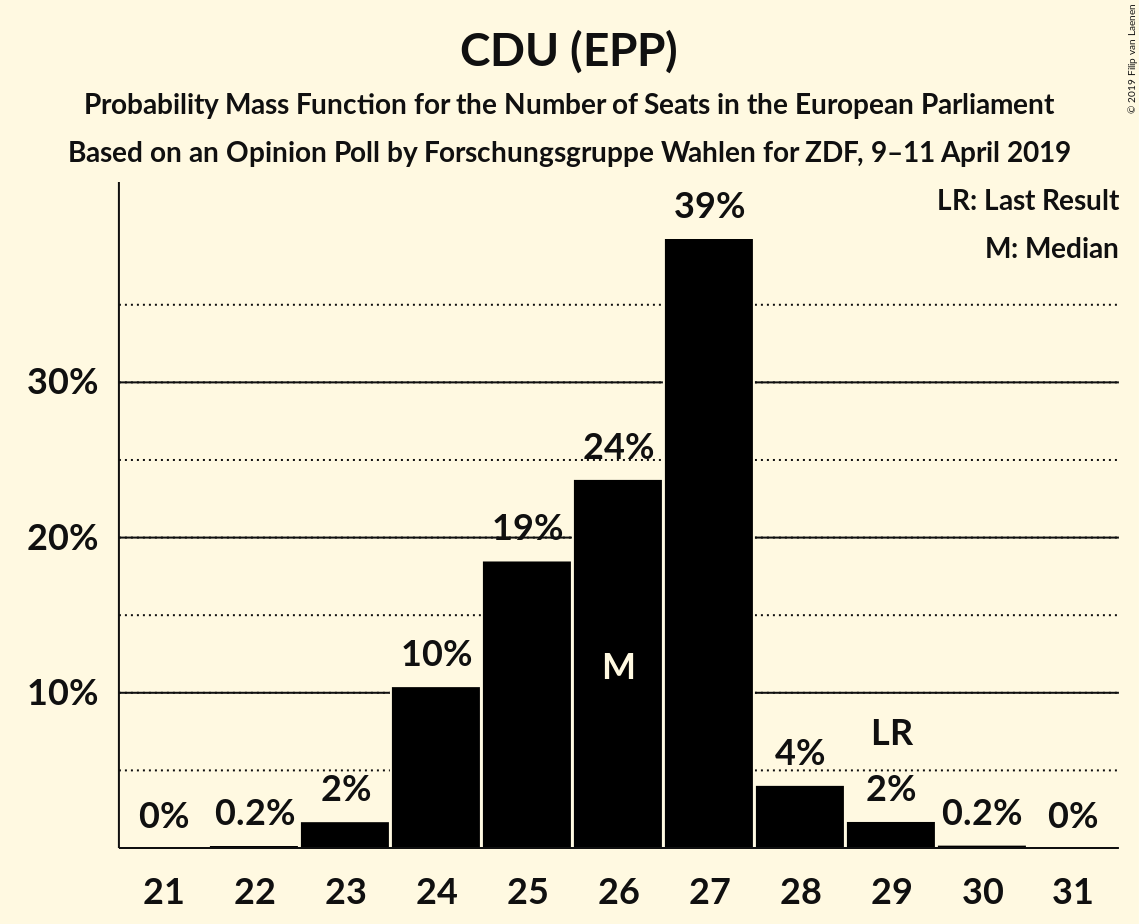 CDU (EPP)
Probability Mass Function for the Number of Seats in the European Parliament
Based on an Opinion Poll by Forschungsgruppe Wahlen for ZDF, 9–11 April 2019
© 2019 Filip van Laenen
LR: Last Result
M: Median
39%
30%
24%
20%
19%
M
10%
10%
LR
4%
2%
2%
0%
0.2%
0.2%
0%
21 22 23 24 25 26 27 28 29 30 31